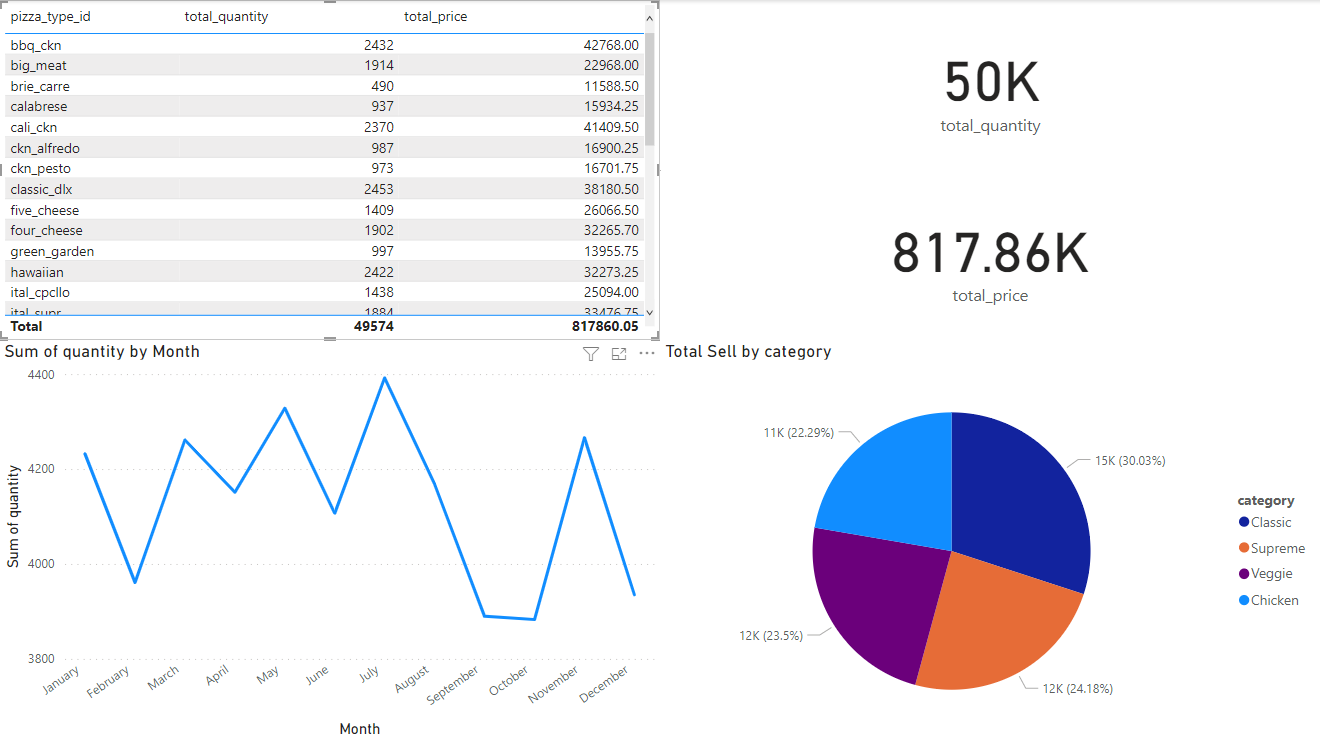 pizza_type_id total_quantity total_price
bbq_ckn 2432 42768.00
big_meat 1914 22968.00
brie_carre 490 11588.50
calabrese 937 15934.25
cali_ckn 2370 41409.50
ckn_alfredo 987 16900.25
ckn_pesto 973 16701.75
classic_dlx 2453 38180.50
five_cheese 1409 26066.50
four_cheese 1902 32265.70
green_garden 997 13955.75
hawaiian 2422 32273.25
ital_cpcllo 1438 25094.00
ital_supr 1884 33476.75
Total 49574 817860.05
50K
total_quantity
817.86K
total_price
Sum of quantity by Month
4400
4200
4000
3800
Sum of quantity
January
February
March
April
May
June
July
August
September
October
November
December
Month
Total Sell by category
11K (22.29%)
15K (30.03%)
12K (23.5%)
12K (24.18%)
category
Classic
Supreme
Veggie
Chicken